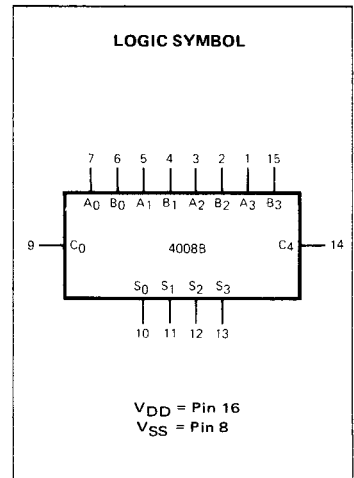 LOGIC SYMBOL
7 6 5 4 3 2 1 15
A0 B0 A1 B1 A2 B2 A3 B3
9 C0 4008B C4 14
S0 S1 S2 S3
10 11 12 13
VDD = Pin 16
VSS = Pin 8